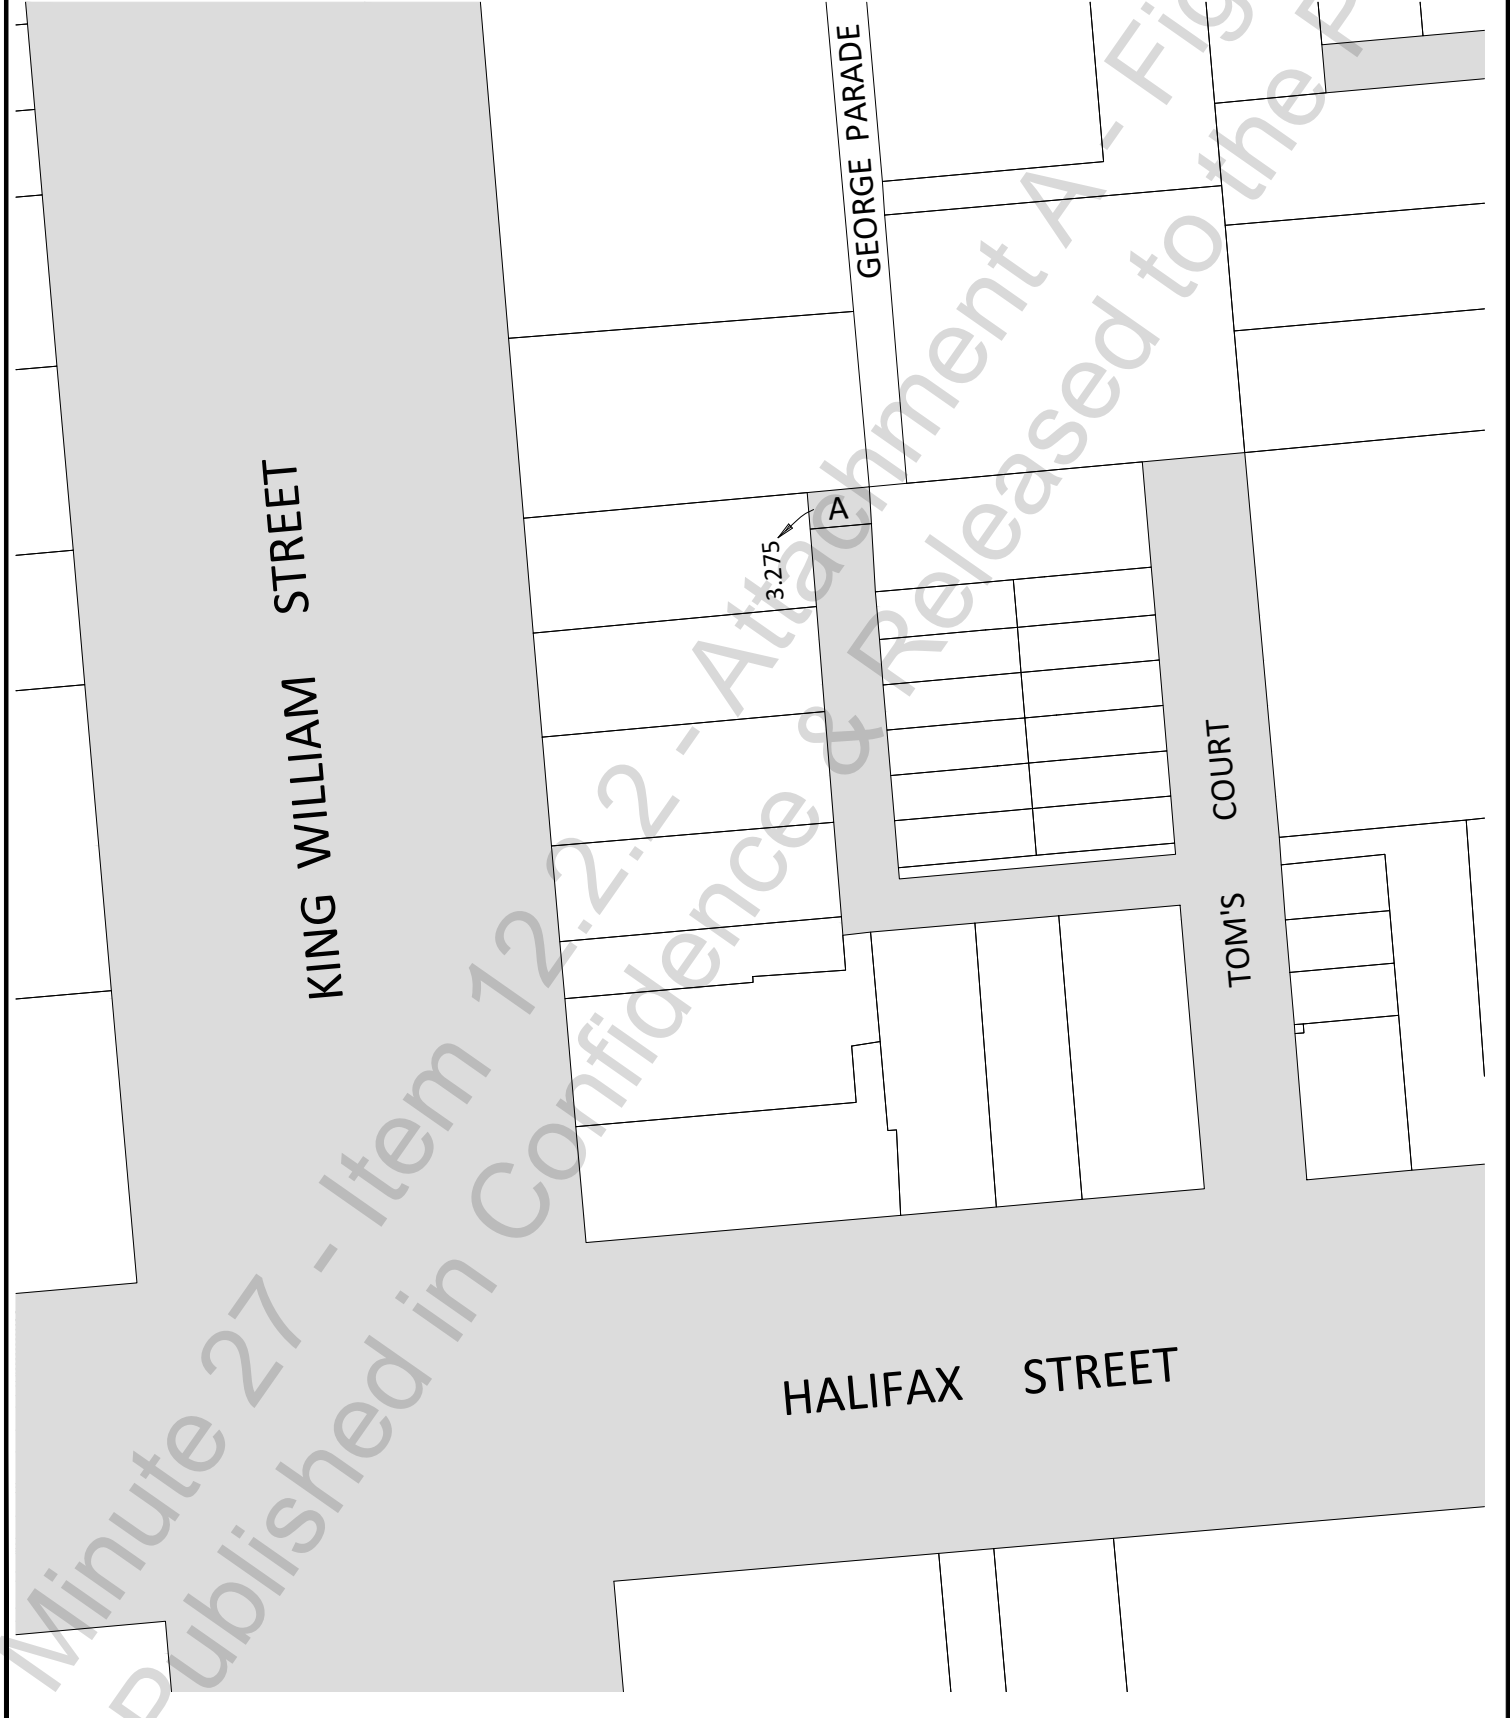 GEORGE PARADE
A
3.275
KING WILLIAM STREET
TOM'S COURT
HALIFAX STREET
Minute 27 - Item 12.2.2 - Attachment A - Fig
Published in Confidence & Released to the P